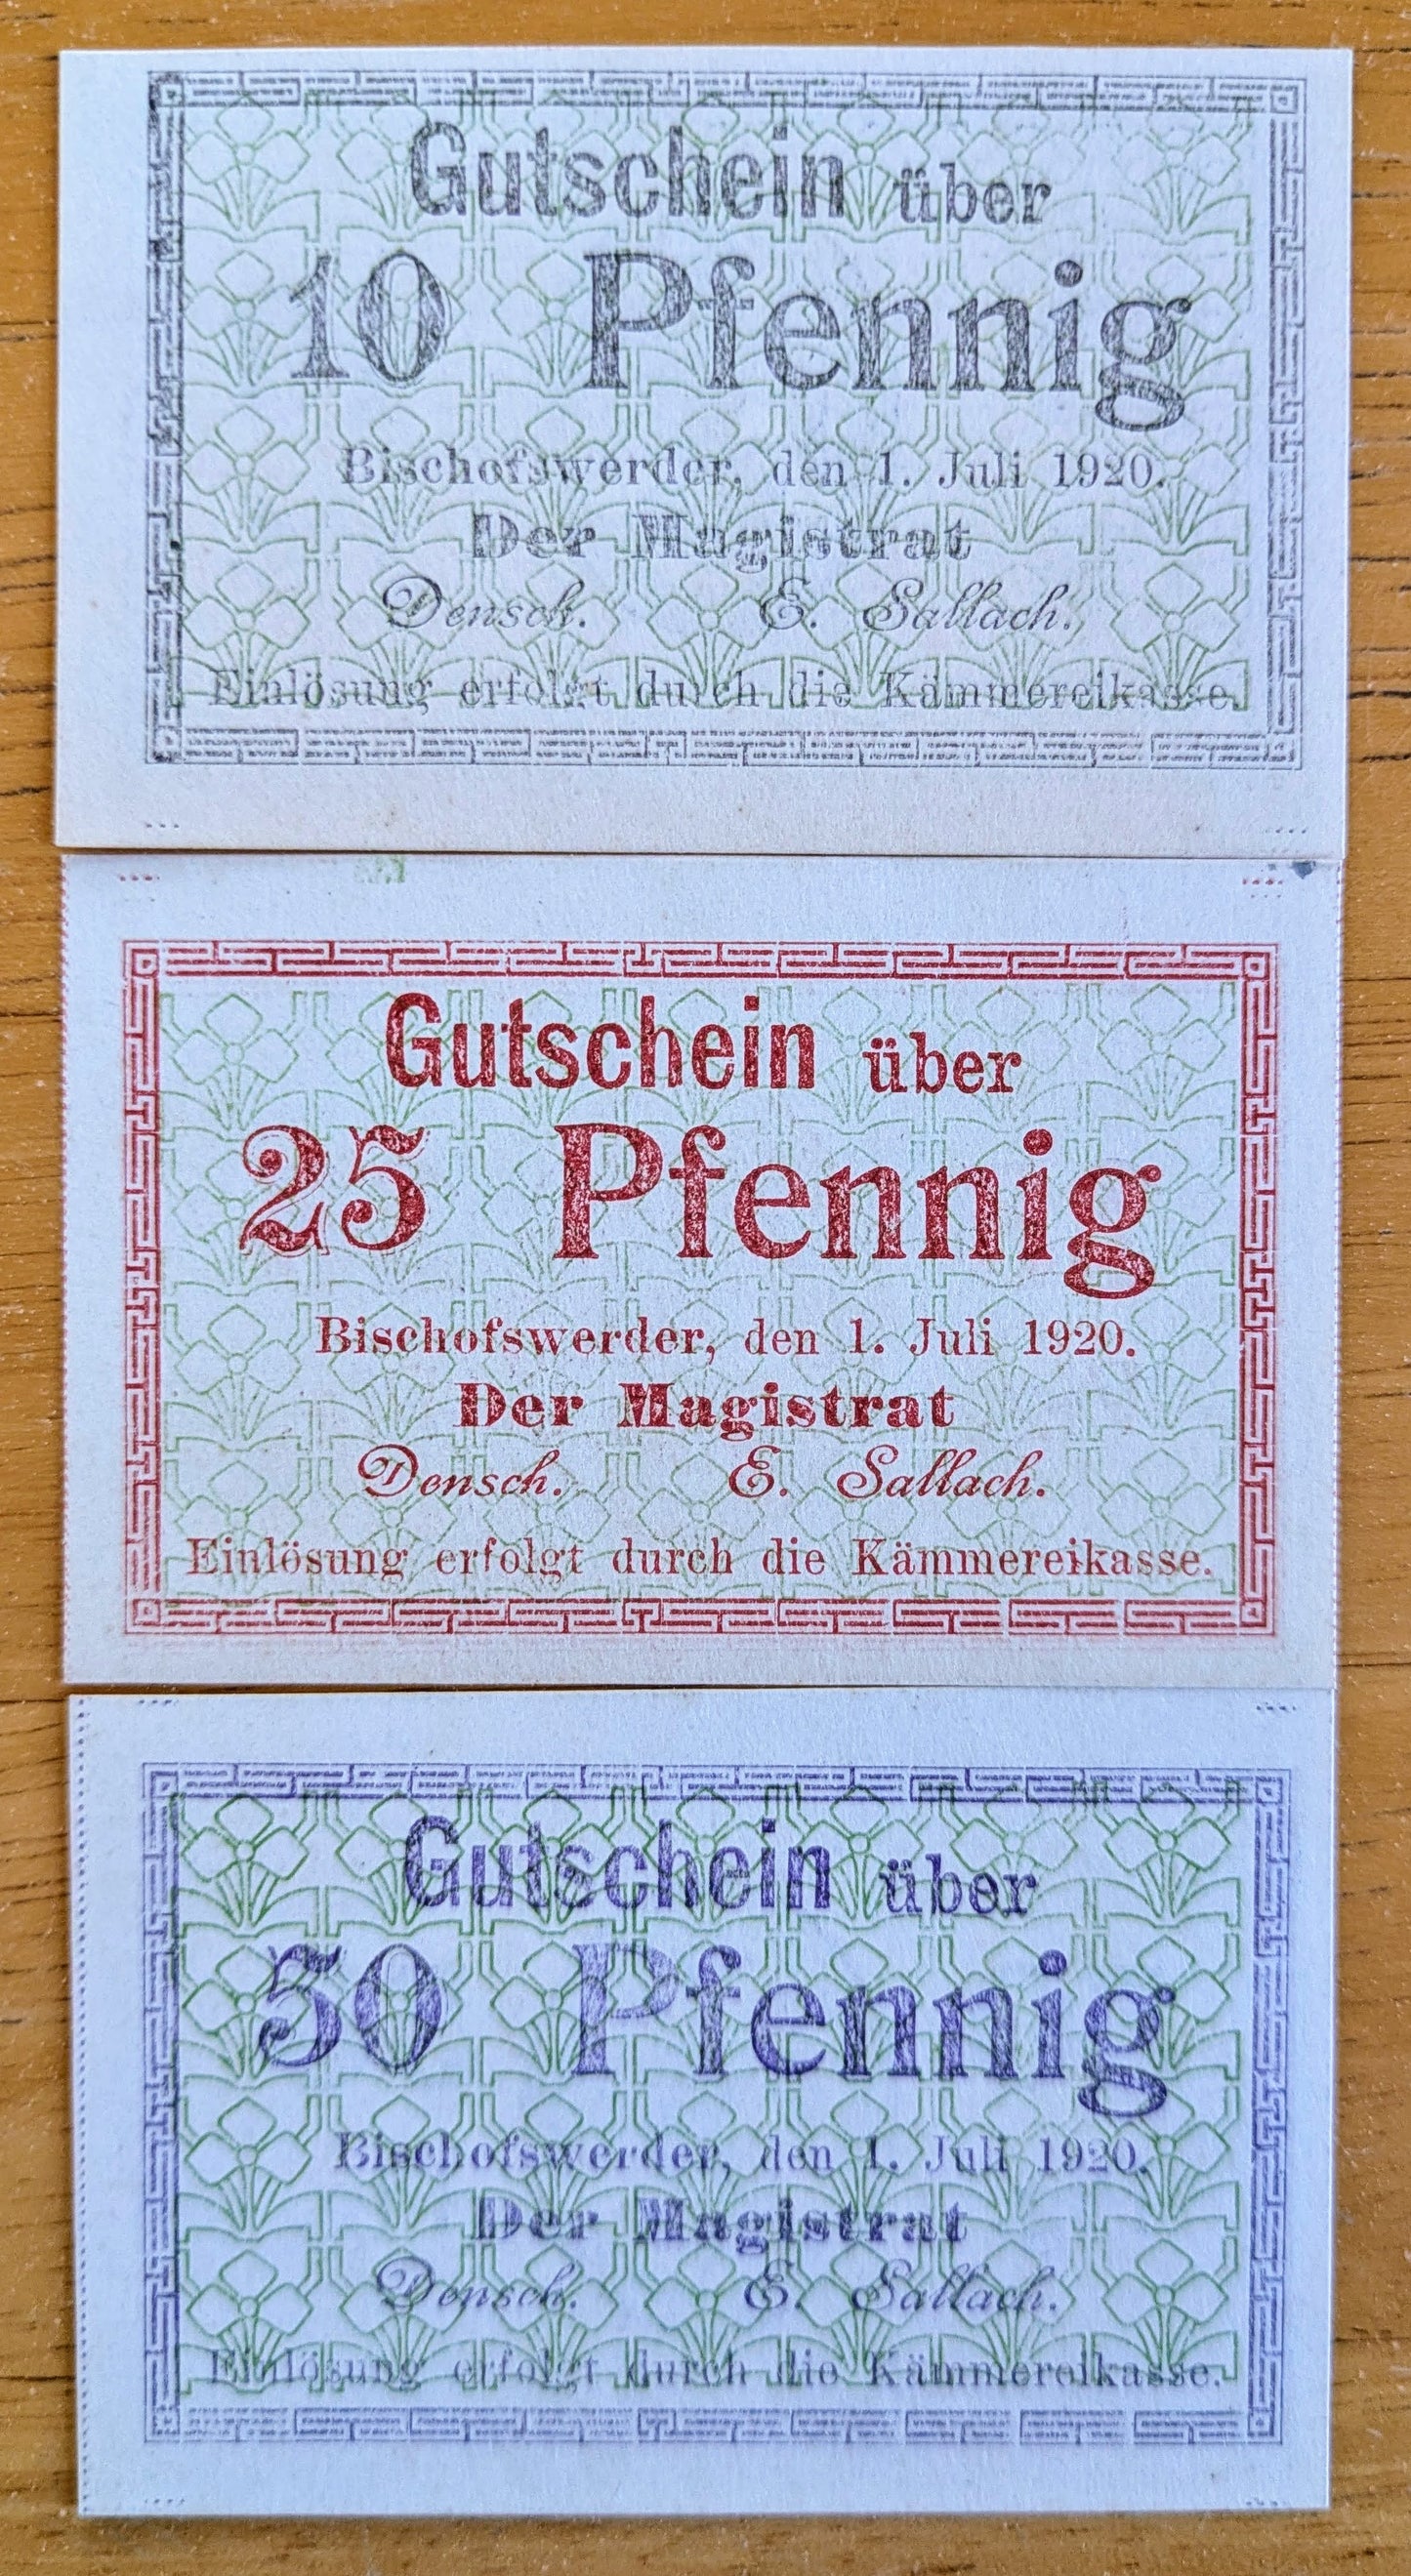 Gutschein über
10 Pfennig
Bischofswerder, den 1. Juli 1920.
Der Magistrat
Densch. E. Sallach.
Einlösung erfolgt durch die Kämmereikasse.
Gutschein über
25 Pfennig
Bischofswerder, den 1. Juli 1920.
Der Magistrat
Densch. E. Sallach.
Einlösung erfolgt durch die Kämmereikasse.
Gutschein über
50 Pfennig
Bischofswerder, den 1. Juli 1920.
Der Magistrat
Densch. E. Sallach.
Einlösung erfolgt durch die Kämmereikasse.